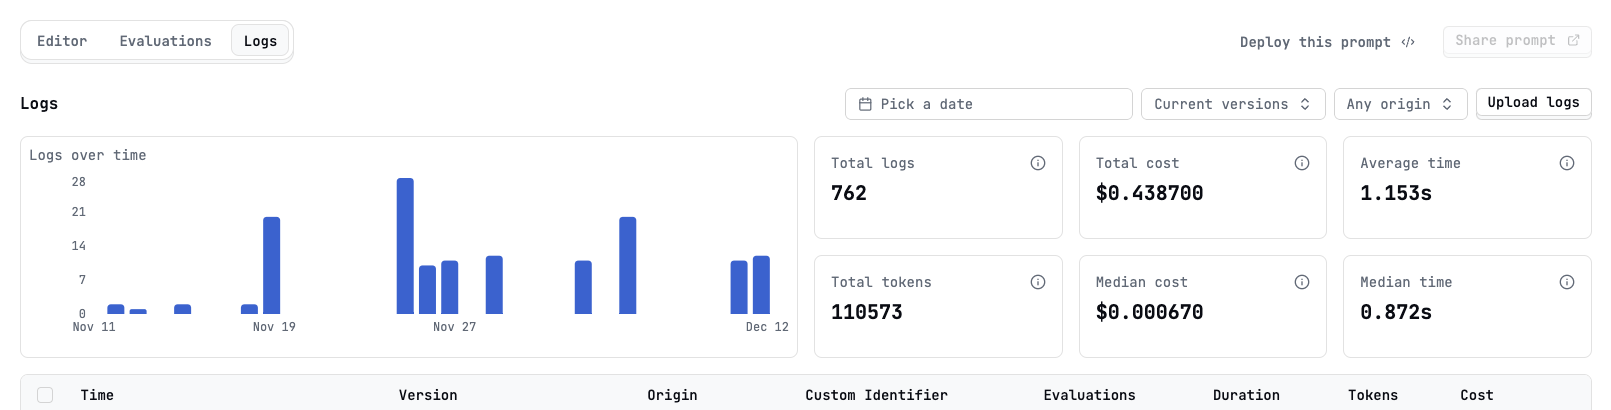 Editor Evaluations Logs
Deploy this prompt Share prompt
Logs
Pick a date Current versions Any origin Upload logs
Logs over time
28
21
14
7
0
Nov 11 Nov 19 Nov 27 Dec 12
Total logs
762
Total cost
$0.438700
Average time
1.153s
Total tokens
110573
Median cost
$0.000670
Median time
0.872s
Time Version Origin Custom Identifier Evaluations Duration Tokens Cost